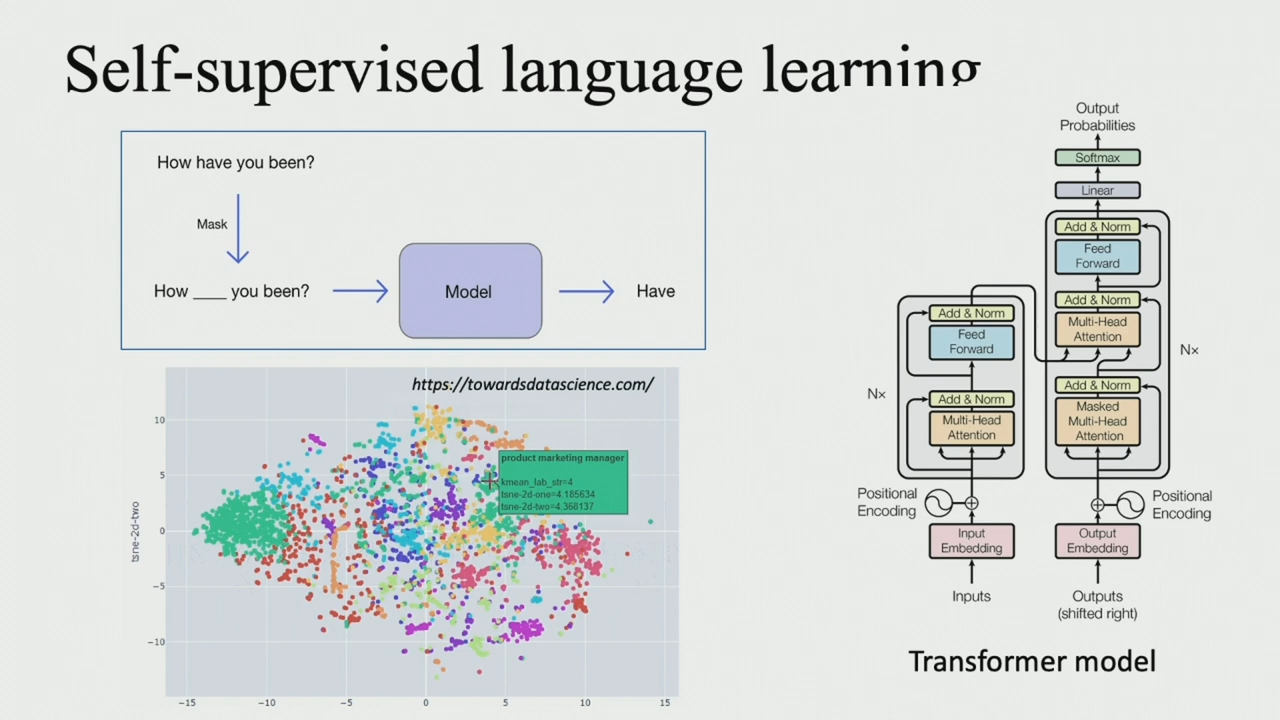 Self-supervised language learning
How have you been?
Mask
How ____ you been?
Model
Have
https://towardsdatascience.com/
product marketing manager
kmean_lab_str=4
tsne-2d-one=4.185634
tsne-2d-two=4.368137
tsne-2d-two
10
5
0
−5
−10
−15
−10
−5
0
5
10
15
Output
Probabilities
Softmax
Linear
Add & Norm
Feed
Forward
Add & Norm
Multi-Head
Attention
Add & Norm
Masked
Multi-Head
Attention
Nx
Add & Norm
Feed
Forward
Add & Norm
Multi-Head
Attention
Nx
Positional
Encoding
Positional
Encoding
Input
Embedding
Output
Embedding
Inputs
Outputs
(shifted right)
Transformer model